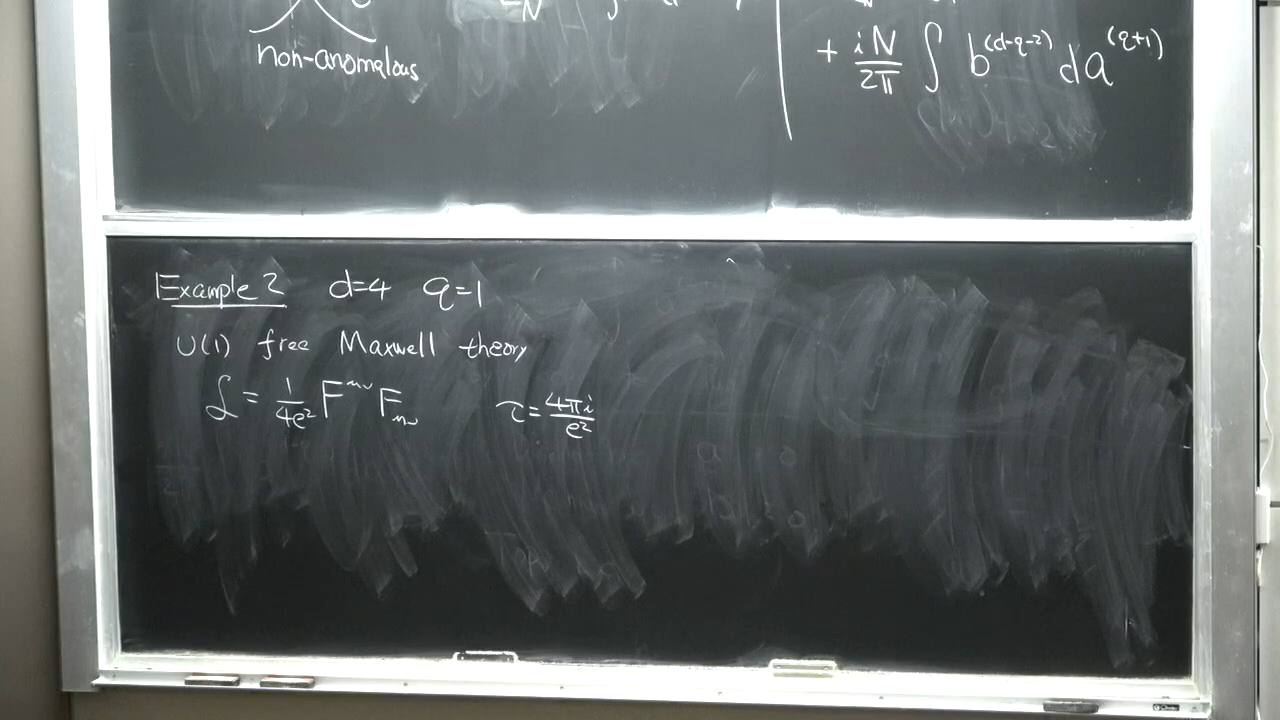 non-anomalous
+ iN/2π ∫ b^(d-q-2) da^(q+1)
Example 2 d=4 q=1
U(1) free Maxwell theory
ℒ = 1/4e² F^μν F_μν τ = 4πi/e²